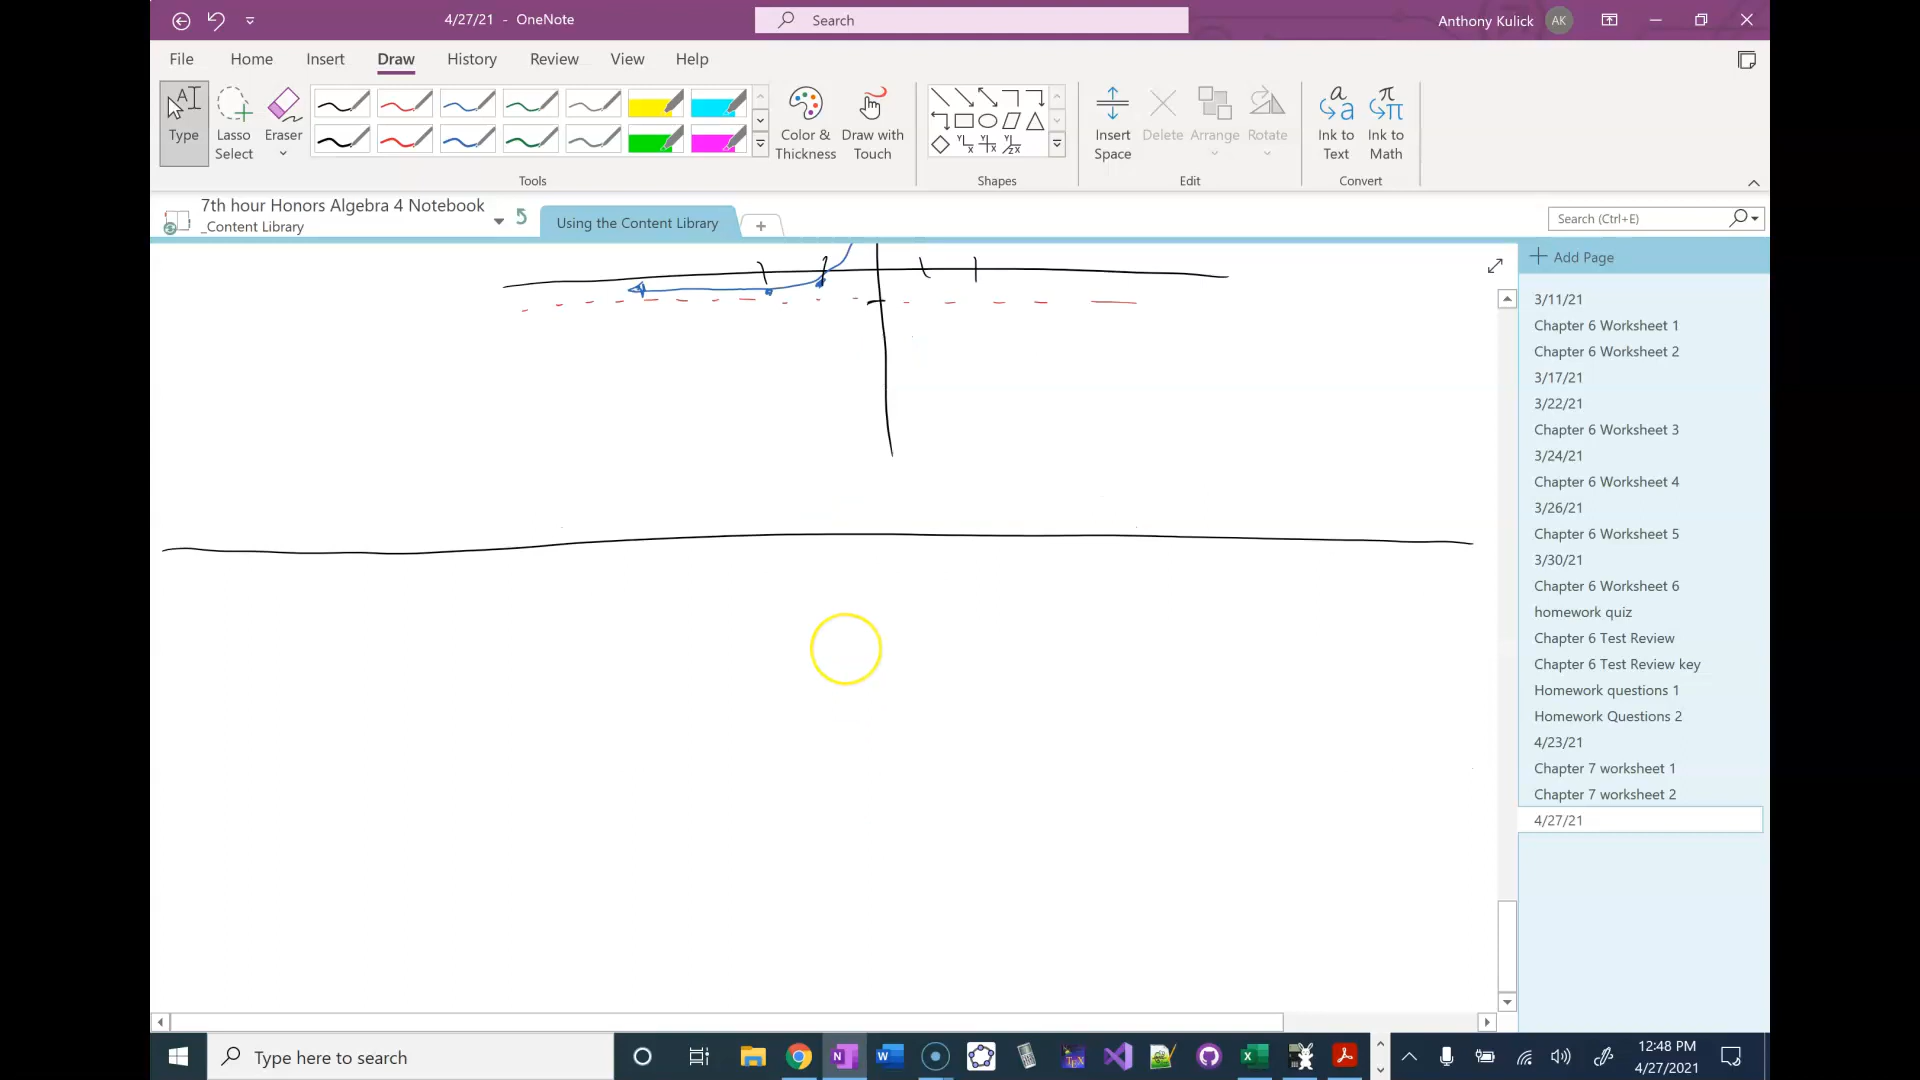 4/27/21 - OneNote
Search
Anthony Kulick
AK
File
Home
Insert
Draw
History
Review
View
Help
Type
Lasso
Select
Eraser
Color &
Thickness
Draw with
Touch
Tools
Shapes
Insert
Space
Delete
Arrange
Rotate
Edit
Ink to
Text
Ink to
Math
Convert
7th hour Honors Algebra 4 Notebook
_Content Library
Using the Content Library
Search (Ctrl+E)
Add Page
3/11/21
Chapter 6 Worksheet 1
Chapter 6 Worksheet 2
3/17/21
3/22/21
Chapter 6 Worksheet 3
3/24/21
Chapter 6 Worksheet 4
3/26/21
Chapter 6 Worksheet 5
3/30/21
Chapter 6 Worksheet 6
homework quiz
Chapter 6 Test Review
Chapter 6 Test Review key
Homework questions 1
Homework Questions 2
4/23/21
Chapter 7 worksheet 1
Chapter 7 worksheet 2
4/27/21
Type here to search
12:48 PM
4/27/2021